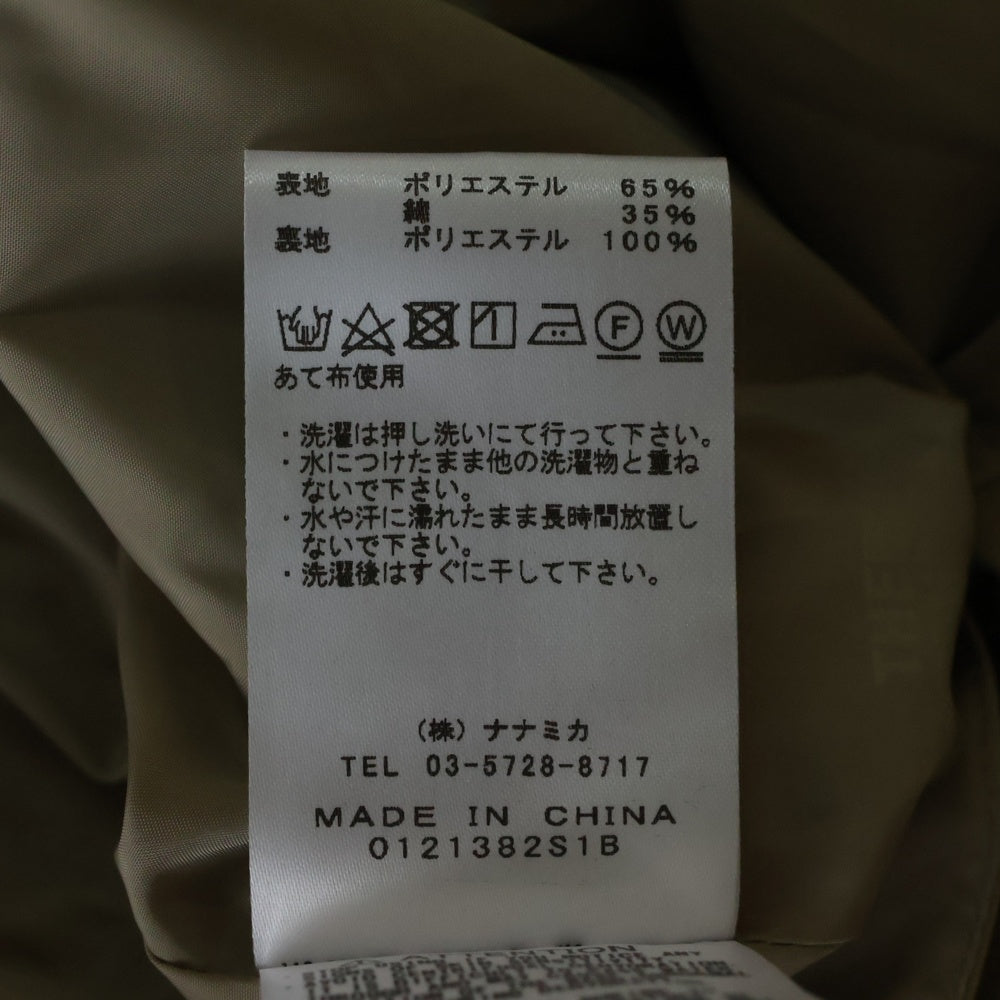 表地 ポリエステル 65%
綿 35%
裏地 ポリエステル 100%
F W
あて布使用
・洗濯は押し洗いにて行って下さい。
・水につけたまま他の洗濯物と重ね
ないで下さい。
・水や汗に濡れたまま長時間放置し
ないで下さい。
・洗濯後はすぐに干して下さい。
(株)ナナミカ
TEL 03-5728-8717
MADE IN CHINA
0121382S1B